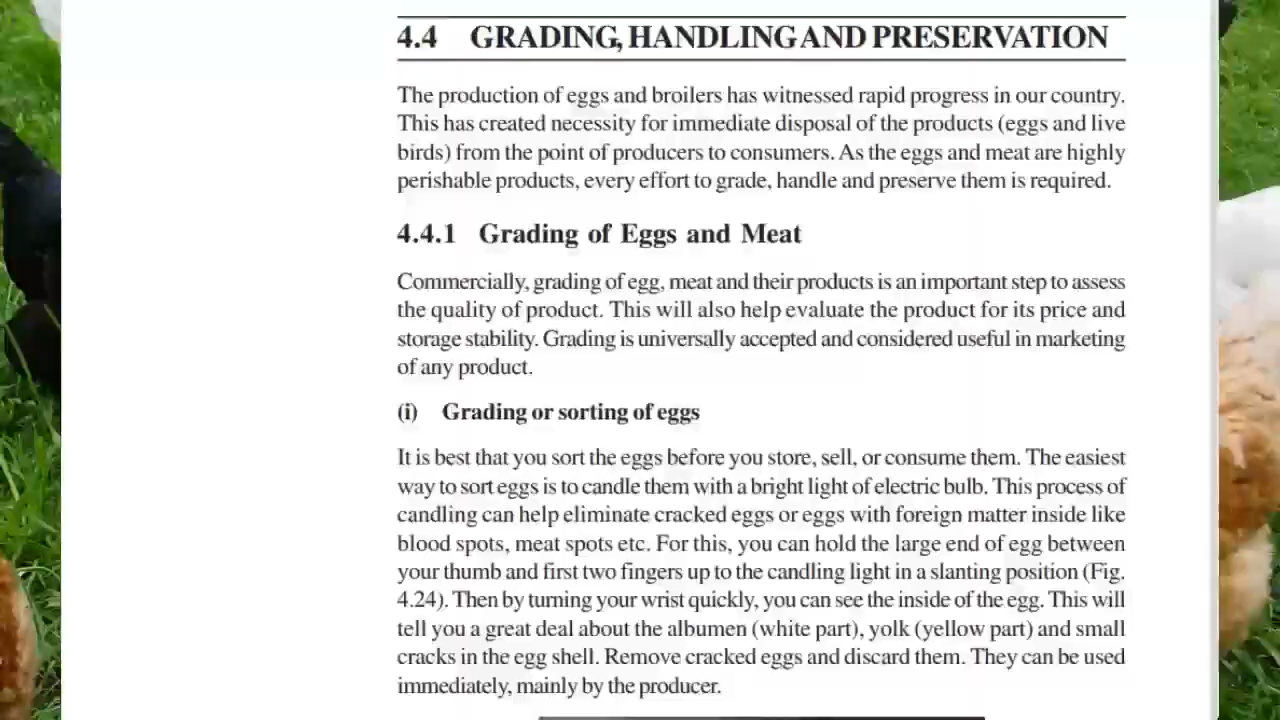 4.4 GRADING, HANDLING AND PRESERVATION
The production of eggs and broilers has witnessed rapid progress in our country.
This has created necessity for immediate disposal of the products (eggs and live
birds) from the point of producers to consumers. As the eggs and meat are highly
perishable products, every effort to grade, handle and preserve them is required.
4.4.1 Grading of Eggs and Meat
Commercially, grading of egg, meat and their products is an important step to assess
the quality of product. This will also help evaluate the product for its price and
storage stability. Grading is universally accepted and considered useful in marketing
of any product.
(i) Grading or sorting of eggs
It is best that you sort the eggs before you store, sell, or consume them. The easiest
way to sort eggs is to candle them with a bright light of electric bulb. This process of
candling can help eliminate cracked eggs or eggs with foreign matter inside like
blood spots, meat spots etc. For this, you can hold the large end of egg between
your thumb and first two fingers up to the candling light in a slanting position (Fig.
4.24). Then by turning your wrist quickly, you can see the inside of the egg. This will
tell you a great deal about the albumen (white part), yolk (yellow part) and small
cracks in the egg shell. Remove cracked eggs and discard them. They can be used
immediately, mainly by the producer.